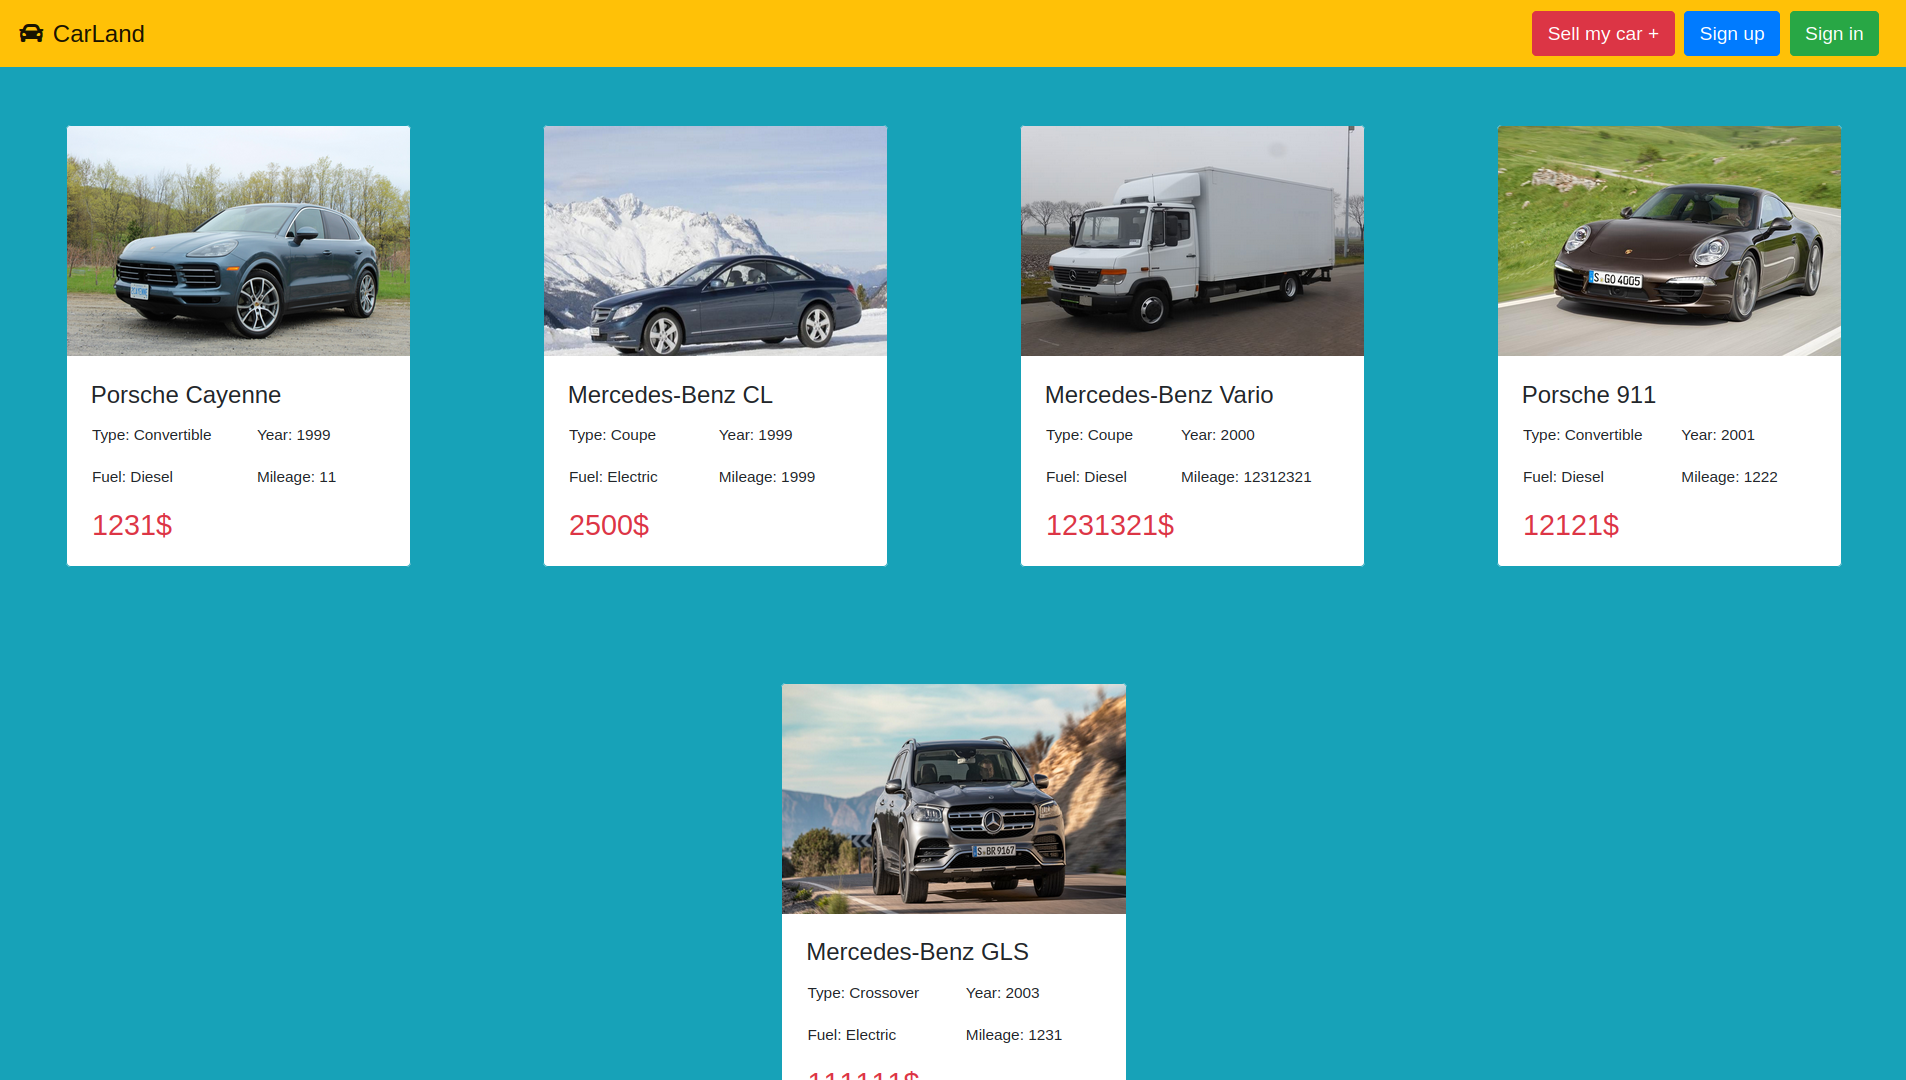 CarLand
Sell my car +
Sign up
Sign in
S GO 4005
Porsche Cayenne
Type: Convertible
Year: 1999
Fuel: Diesel
Mileage: 11
1231$
Mercedes-Benz CL
Type: Coupe
Year: 1999
Fuel: Electric
Mileage: 1999
2500$
Mercedes-Benz Vario
Type: Coupe
Year: 2000
Fuel: Diesel
Mileage: 12312321
1231321$
Porsche 911
Type: Convertible
Year: 2001
Fuel: Diesel
Mileage: 1222
12121$
S BR 9167
Mercedes-Benz GLS
Type: Crossover
Year: 2003
Fuel: Electric
Mileage: 1231
111111$